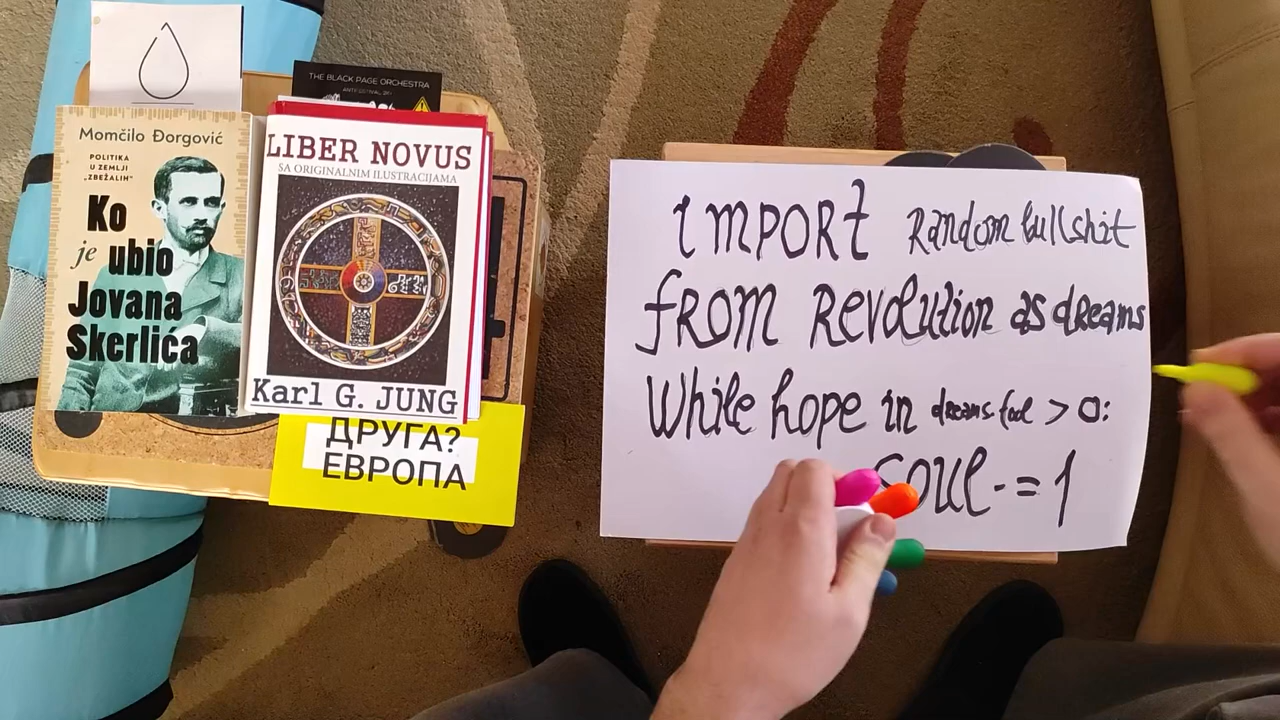 THE BLACK PAGE ORCHESTRA
Momčilo Đorgović
POLITIKA
U ZEMLJI
„ZBEŽALIH“
Ko
je ubio
Jovana
Skerlića
LIBER NOVUS
SA ORIGINALNIM ILUSTRACIJAMA
Karl G. JUNG
ДРУГА?
ЕВРОПА
import Random bullshit
from Revolution as dreams
While hope in dreams > 0:
soul -= 1